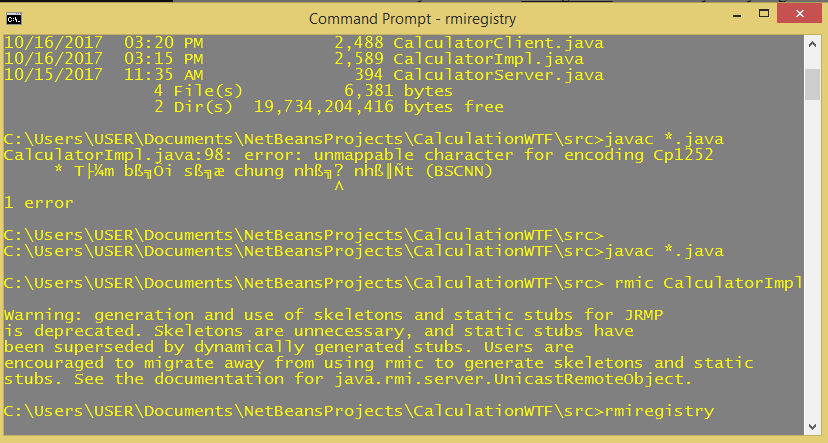 Command Prompt - rmiregistry
10/16/2017 03:20 PM 2,488 CalculatorClient.java
10/16/2017 03:15 PM 2,589 CalculatorImpl.java
10/15/2017 11:35 AM 394 CalculatorServer.java
4 File(s) 6,381 bytes
2 Dir(s) 19,734,204,416 bytes free
C:\Users\USER\Documents\NetBeansProjects\CalculationWTF\src>javac *.java
CalculatorImpl.java:98: error: unmappable character for encoding Cp1252
* T├¼m bß╗Öi sß╗æ chung nhß╗? nhß║Ñt (BSCNN)
^
1 error
C:\Users\USER\Documents\NetBeansProjects\CalculationWTF\src>
C:\Users\USER\Documents\NetBeansProjects\CalculationWTF\src>javac *.java
C:\Users\USER\Documents\NetBeansProjects\CalculationWTF\src> rmic CalculatorImpl
Warning: generation and use of skeletons and static stubs for JRMP
is deprecated. Skeletons are unnecessary, and static stubs have
been superseded by dynamically generated stubs. Users are
encouraged to migrate away from using rmic to generate skeletons and static
stubs. See the documentation for java.rmi.server.UnicastRemoteObject.
C:\Users\USER\Documents\NetBeansProjects\CalculationWTF\src>rmiregistry